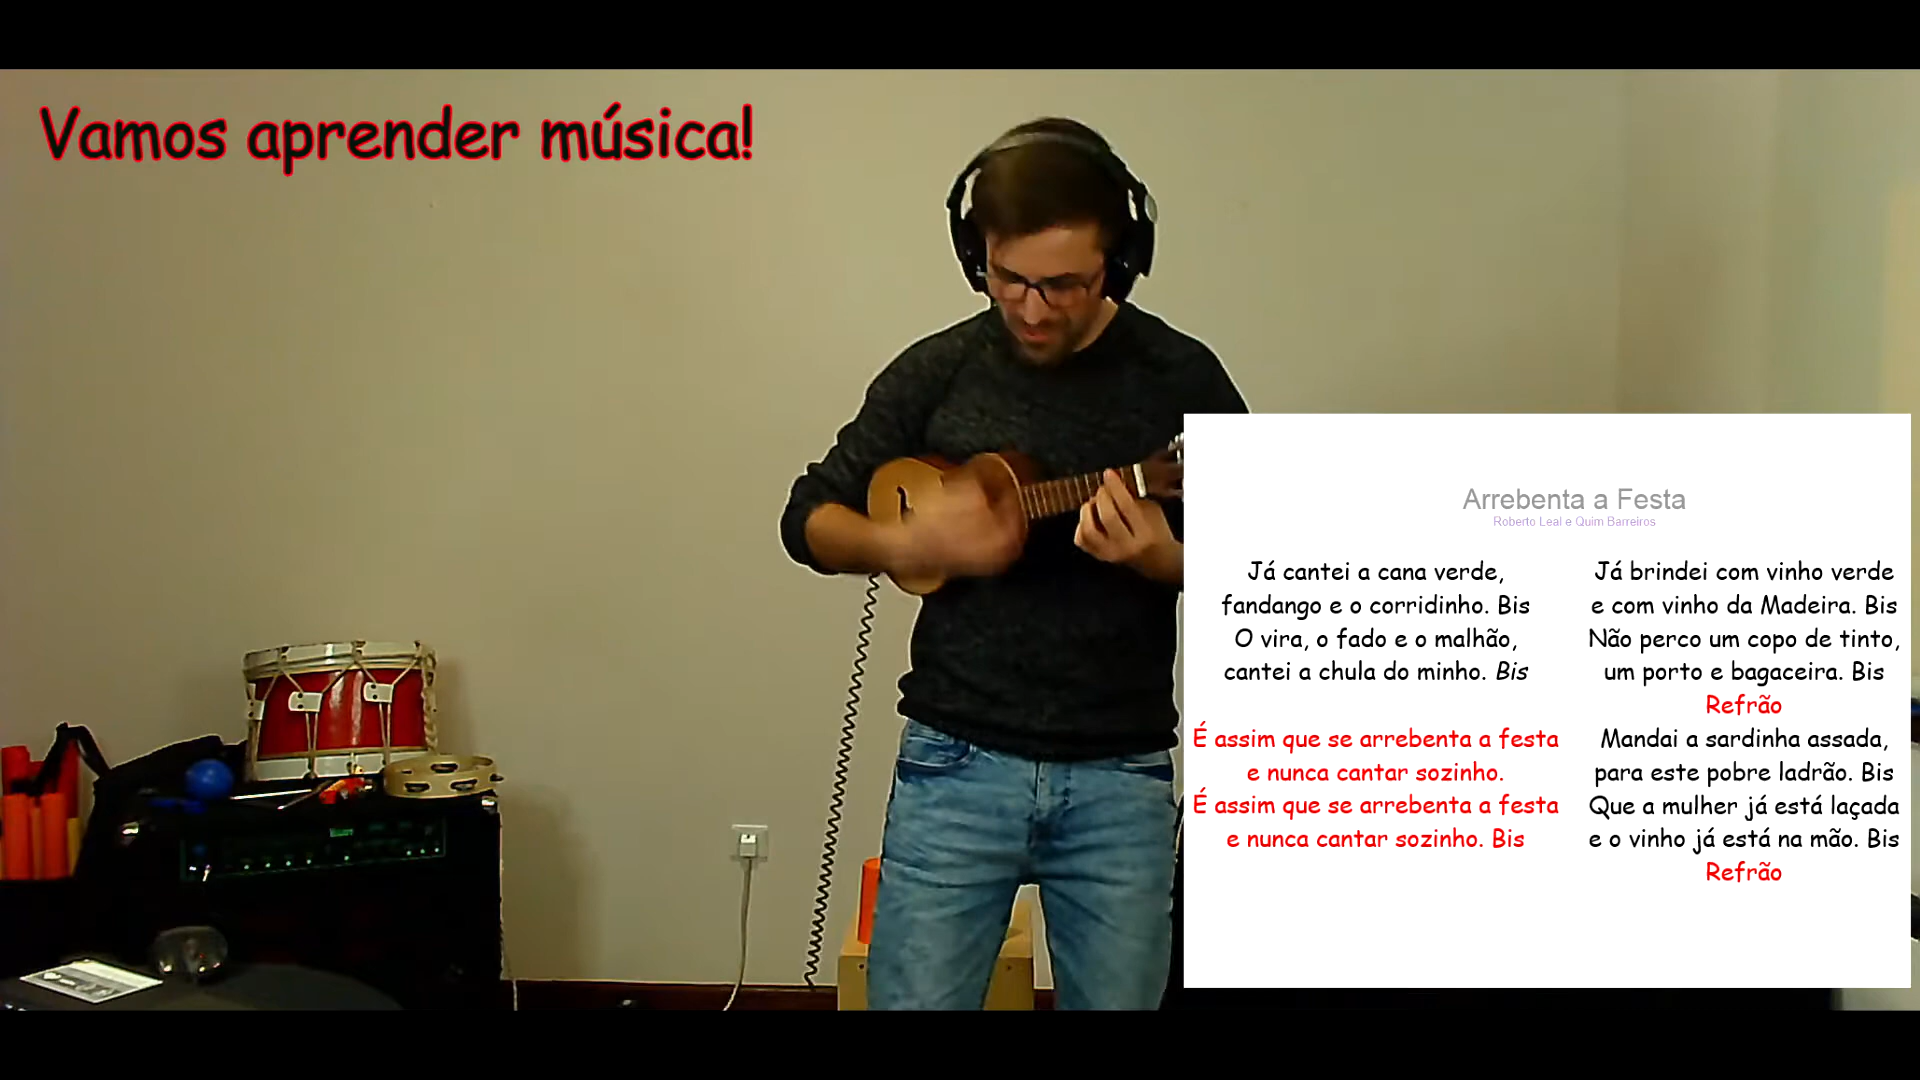 Vamos aprender música!
Arrebenta a Festa
Roberto Leal e Quim Barreiros
Já cantei a cana verde,
fandango e o corridinho. Bis
O vira, o fado e o malhão,
cantei a chula do minho. Bis
É assim que se arrebenta a festa
e nunca cantar sozinho.
É assim que se arrebenta a festa
e nunca cantar sozinho. Bis
Já brindei com vinho verde
e com vinho da Madeira. Bis
Não perco um copo de tinto,
um porto e bagaceira. Bis
Refrão
Mandai a sardinha assada,
para este pobre ladrão. Bis
Que a mulher já está laçada
e o vinho já está na mão. Bis
Refrão